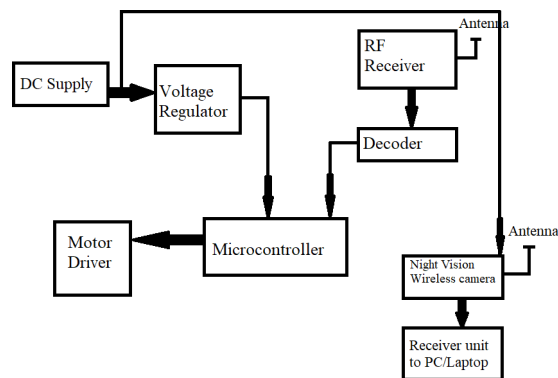 Antenna
RF
Receiver
DC Supply
Voltage
Regulator
Decoder
Motor
Driver
Microcontroller
Antenna
Night Vision
Wireless camera
Receiver unit
to PC/Laptop